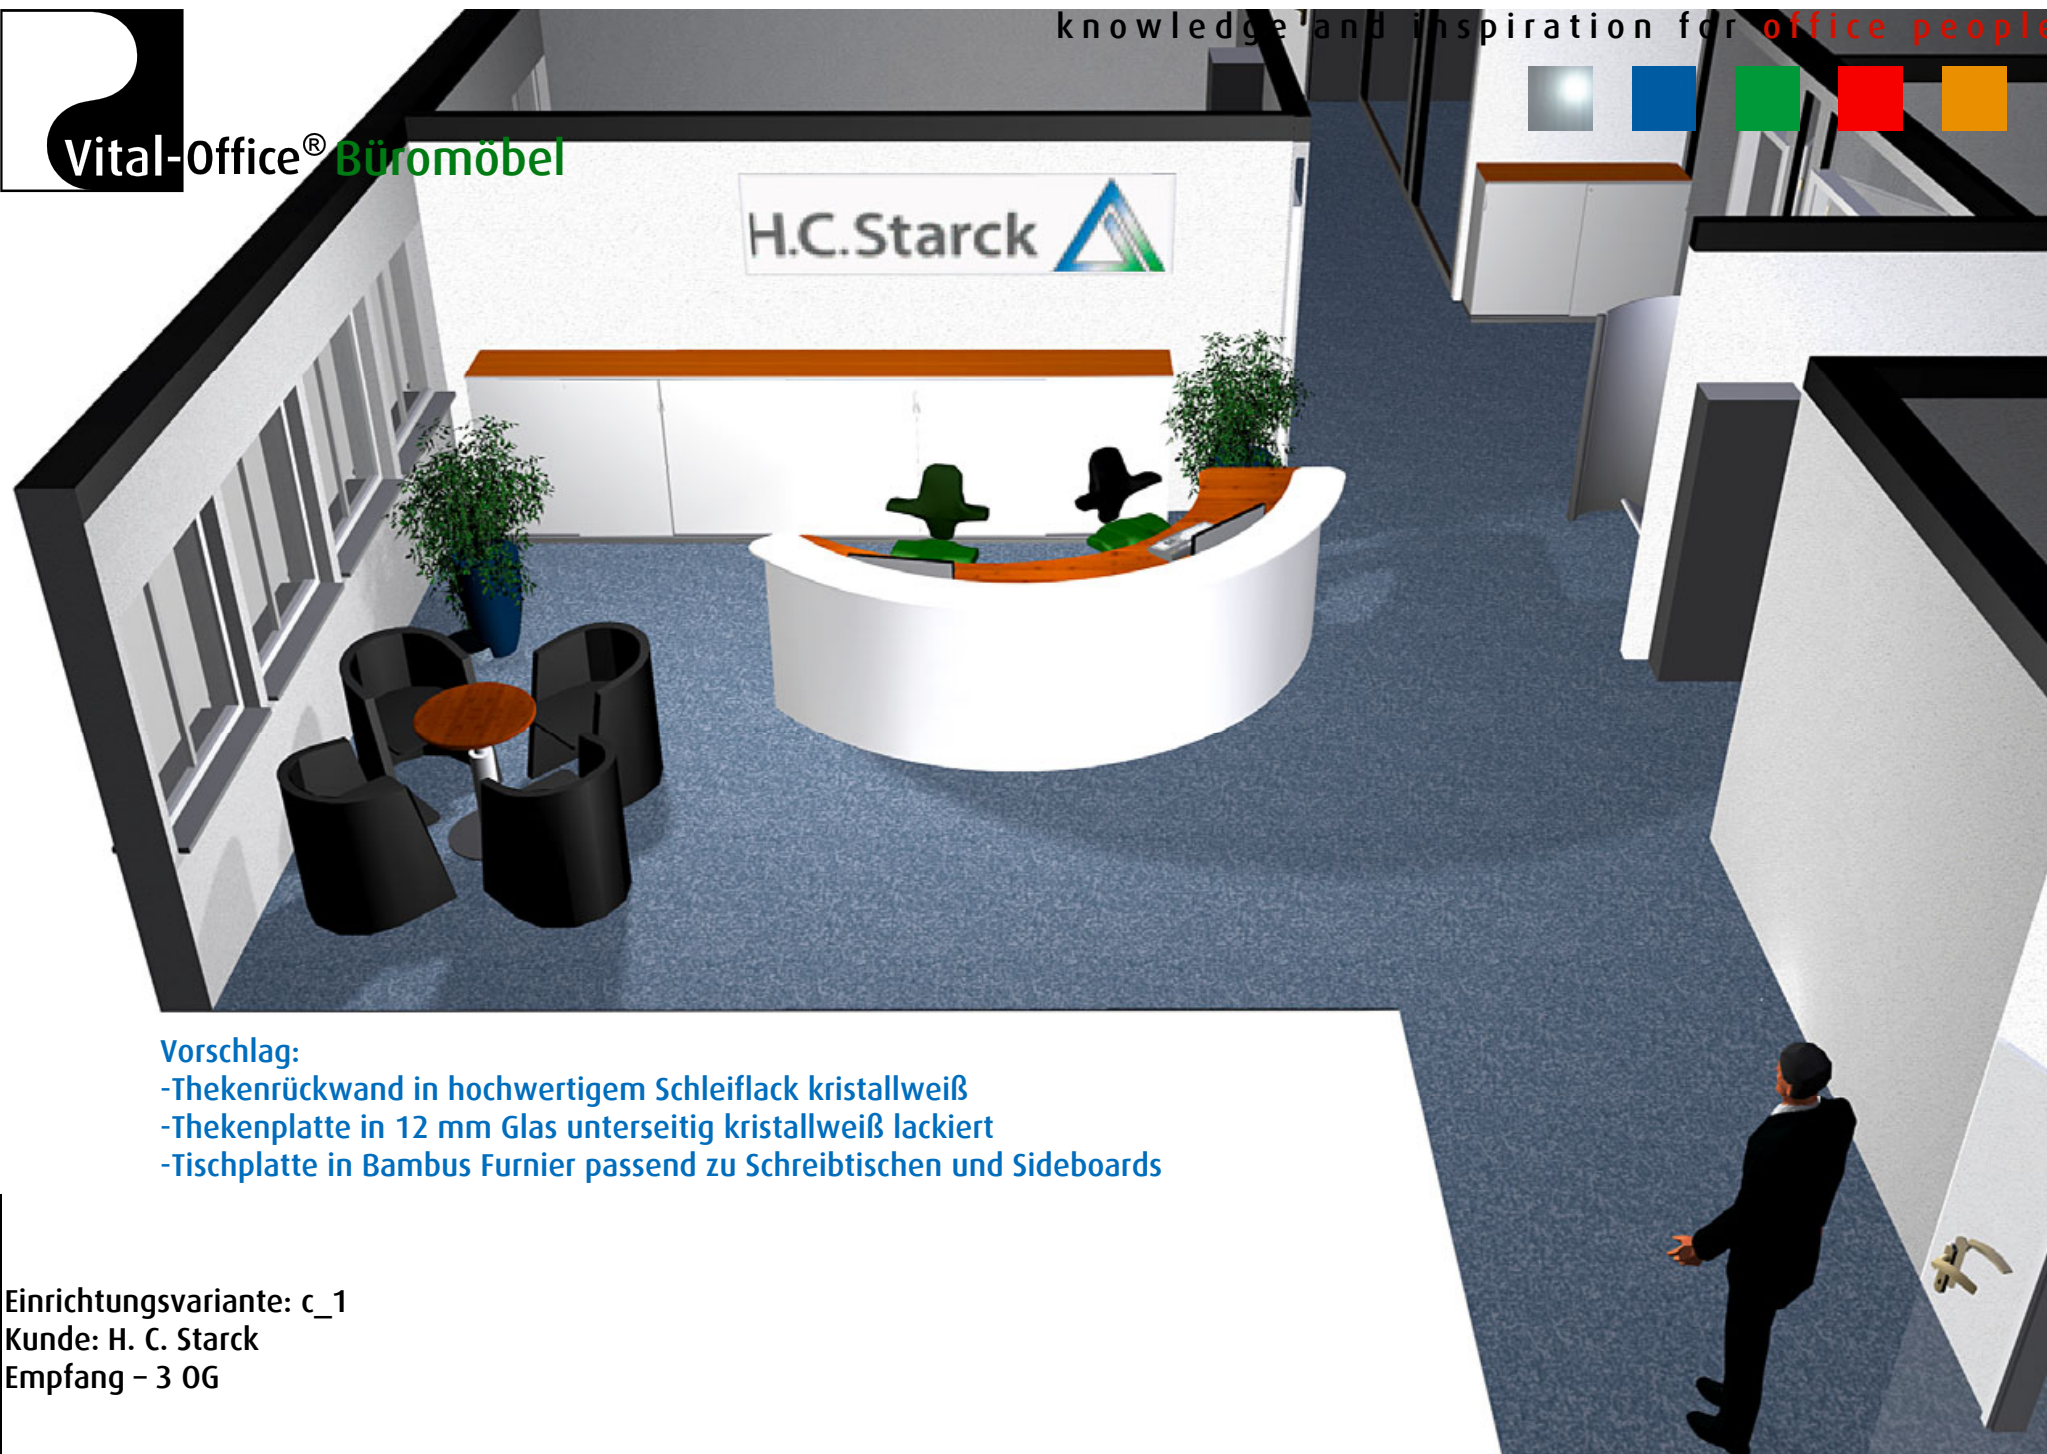 knowledge and inspiration for office people
Vital-Office® Büromöbel
H.C.Starck
Vorschlag:
-Thekenrückwand in hochwertigem Schleiflack kristallweiß
-Thekenplatte in 12 mm Glas unterseitig kristallweiß lackiert
-Tischplatte in Bambus Furnier passend zu Schreibtischen und Sideboards
Einrichtungsvariante: c_1
Kunde: H. C. Starck
Empfang – 3 OG